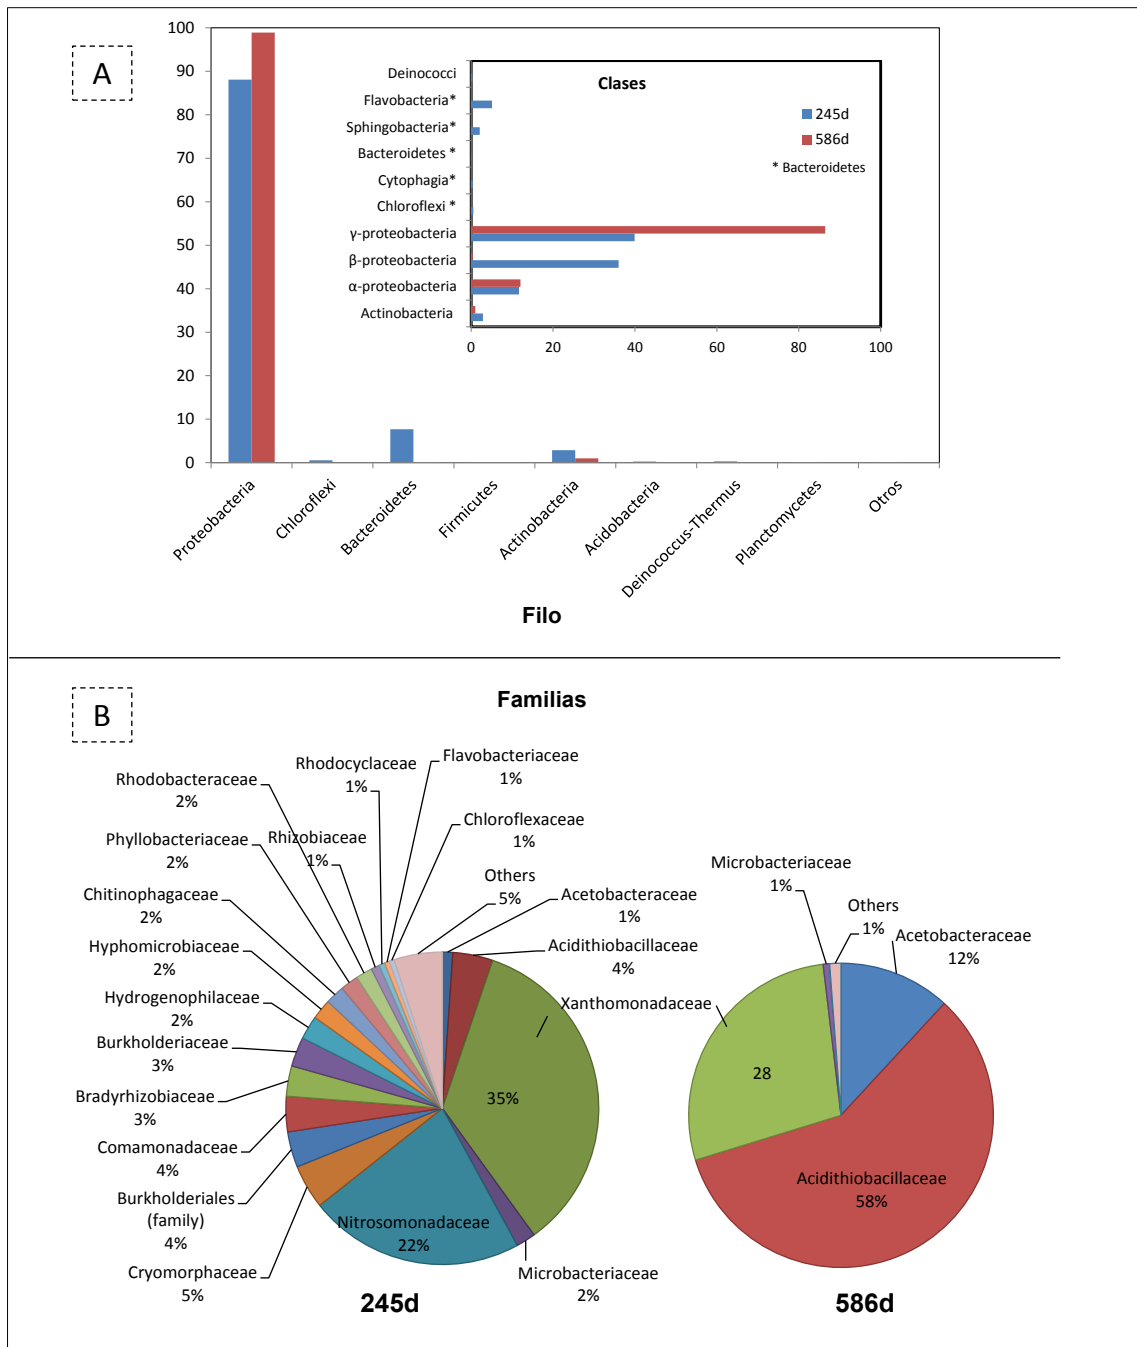 A
100
90
80
70
60
50
40
30
20
10
0
Clases
Deinococci
Flavobacteria*
Sphingobacteria*
Bacteroidetes *
Cytophagia*
Chloroflexi *
γ-proteobacteria
β-proteobacteria
α-proteobacteria
Actinobacteria
0 20 40 60 80 100
245d
586d
* Bacteroidetes
Proteobacteria
Chloroflexi
Bacteroidetes
Firmicutes
Actinobacteria
Acidobacteria
Deinococcus-Thermus
Planctomycetes
Otros
Filo
B
Familias
Flavobacteriaceae
1%
Rhodocyclaceae
1%
Rhodobacteraceae
2%
Chloroflexaceae
1%
Rhizobiaceae
1%
Phyllobacteriaceae
2%
Others
5%
Acetobacteraceae
1%
Chitinophagaceae
2%
Acidithiobacillaceae
4%
Hyphomicrobiaceae
2%
Xanthomonadaceae
35%
Hydrogenophilaceae
2%
Burkholderiaceae
3%
Bradyrhizobiaceae
3%
Comamonadaceae
4%
Burkholderiales
(family)
4%
Nitrosomonadaceae
22%
Cryomorphaceae
5%
Microbacteriaceae
2%
245d
Microbacteriaceae
1%
Others
1%
Acetobacteraceae
12%
28
Acidithiobacillaceae
58%
586d